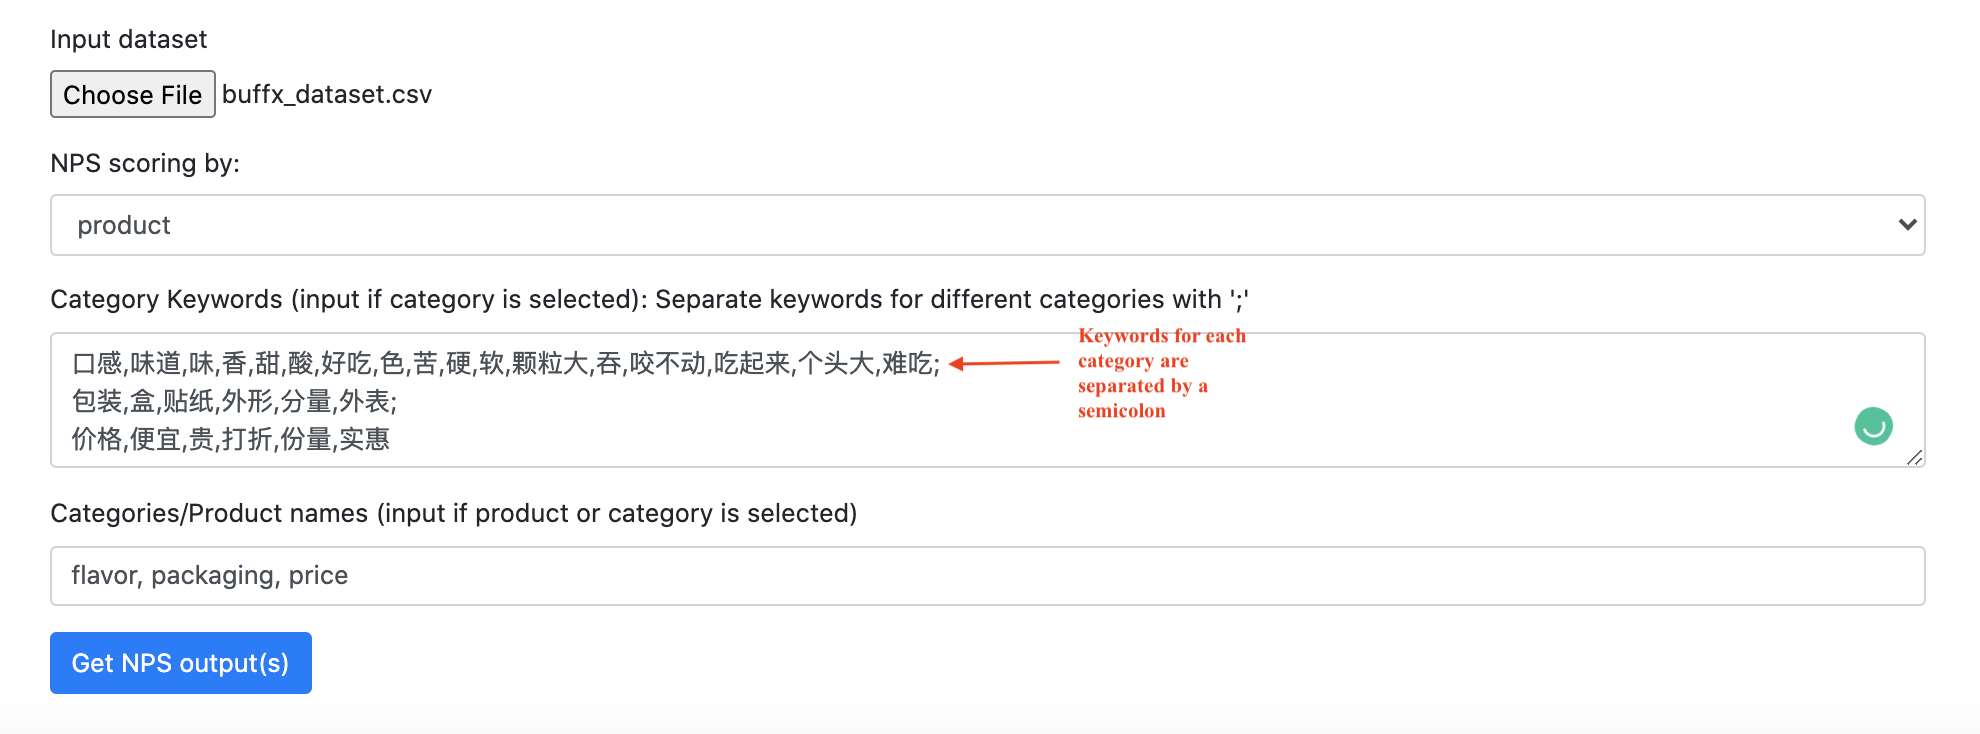 Input dataset
Choose File buffx_dataset.csv
NPS scoring by:
product
Category Keywords (input if category is selected): Separate keywords for different categories with ';'
口感,味道,味,香,甜,酸,好吃,色,苦,硬,软,颗粒大,吞,咬不动,吃起来,个头大,难吃;
包装,盒,贴纸,外形,分量,外表;
价格,便宜,贵,打折,份量,实惠
Keywords for each
category are
separated by a
semicolon
Categories/Product names (input if product or category is selected)
flavor, packaging, price
Get NPS output(s)